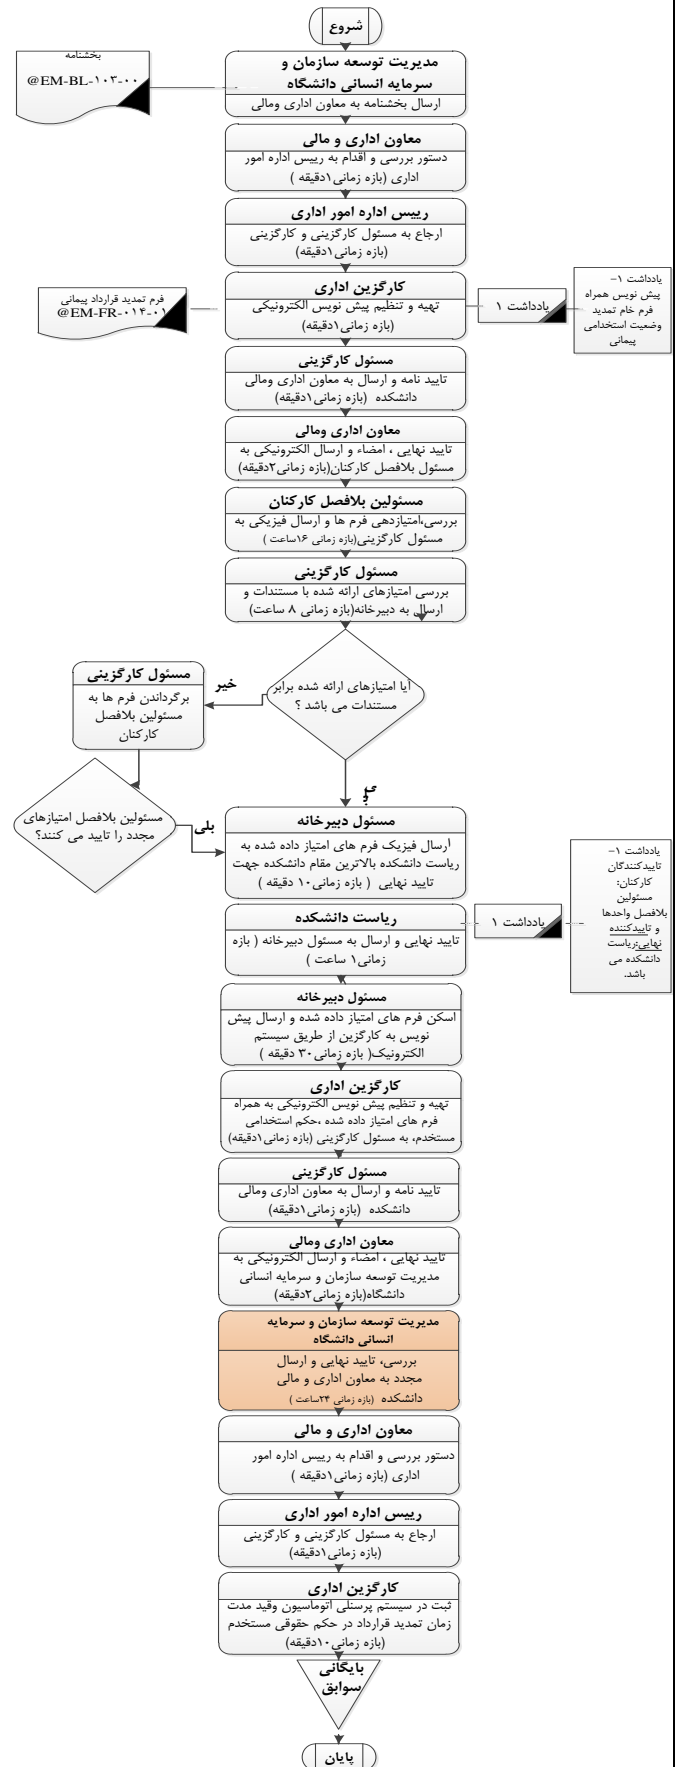 شروع
بخشنامه
@EM-BL-۱۰۳-۰۰
مدیریت توسعه سازمان و
سرمایه انسانی دانشگاه
ارسال بخشنامه به معاون اداری ومالی
معاون اداری و مالی
دستور بررسی و اقدام به رییس اداره امور
اداری (بازه زمانی۱دقیقه )
رییس اداره امور اداری
ارجاع به مسئول کارگزینی و کارگزینی
(بازه زمانی۱دقیقه)
کارگزین اداری
تهیه و تنظیم پیش نویس الکترونیکی
(بازه زمانی۱دقیقه)
فرم تمدید قرارداد پیمانی
@EM-FR-۰۱۴-۰۱
یادداشت ۱
یادداشت ۱-
پیش نویس همراه
فرم خام تمدید
وضعیت استخدامی
پیمانی
مسئول کارگزینی
تایید نامه و ارسال به معاون اداری ومالی
دانشکده (بازه زمانی۱دقیقه)
معاون اداری ومالی
تایید نهایی ، امضاء و ارسال الکترونیکی به
مسئول بلافصل کارکنان(بازه زمانی۲دقیقه)
مسئولین بلافصل کارکنان
بررسی،امتیازدهی فرم ها و ارسال فیزیکی به
مسئول کارگزینی(بازه زمانی ۱۶ساعت )
مسئول کارگزینی
بررسی امتیازهای ارائه شده با مستندات و
ارسال به دبیرخانه(بازه زمانی ۸ ساعت)
آیا امتیازهای ارائه شده برابر
مستندات می باشد ؟
خیر
مسئول کارگزینی
برگرداندن فرم ها به
مسئولین بلافصل
کارکنان
مسئولین بلافصل امتیازهای
مجدد را تایید می کنند؟
بلی
مسئول دبیرخانه
ارسال فیزیک فرم های امتیاز داده شده به
ریاست دانشکده بالاترین مقام دانشکده جهت
تایید نهایی ( بازه زمانی۱۰ دقیقه )
ریاست دانشکده
تایید نهایی و ارسال به مسئول دبیرخانه ( بازه
زمانی۱ ساعت )
یادداشت ۱
یادداشت ۱-
تاییدکنندگان
کارکنان:
مسئولین
بلافصل واحدها
و تاییدکننده
نهایی:ریاست
دانشکده می
باشد.
مسئول دبیرخانه
اسکن فرم های امتیاز داده شده و ارسال پیش
نویس به کارگزین از طریق سیستم
الکترونیک( بازه زمانی۳۰ دقیقه )
کارگزین اداری
تهیه و تنظیم پیش نویس الکترونیکی به همراه
فرم های امتیاز داده شده ،حکم استخدامی
مستخدم، به مسئول کارگزینی (بازه زمانی۱دقیقه)
مسئول کارگزینی
تایید نامه و ارسال به معاون اداری ومالی
دانشکده (بازه زمانی۱دقیقه)
معاون اداری ومالی
تایید نهایی ، امضاء و ارسال الکترونیکی به
مدیریت توسعه سازمان و سرمایه انسانی
دانشگاه(بازه زمانی۲دقیقه)
مدیریت توسعه سازمان و سرمایه
انسانی دانشگاه
بررسی، تایید نهایی و ارسال
مجدد به معاون اداری و مالی
دانشکده (بازه زمانی ۲۴ساعت )
معاون اداری و مالی
دستور بررسی و اقدام به رییس اداره امور
اداری (بازه زمانی۱دقیقه )
رییس اداره امور اداری
ارجاع به مسئول کارگزینی و کارگزینی
(بازه زمانی۱دقیقه)
کارگزین اداری
ثبت در سیستم پرسنلی اتوماسیون وقید مدت
زمان تمدید قرارداد در حکم حقوقی مستخدم
(بازه زمانی۱۰دقیقه)
بایگانی
سوابق
پایان